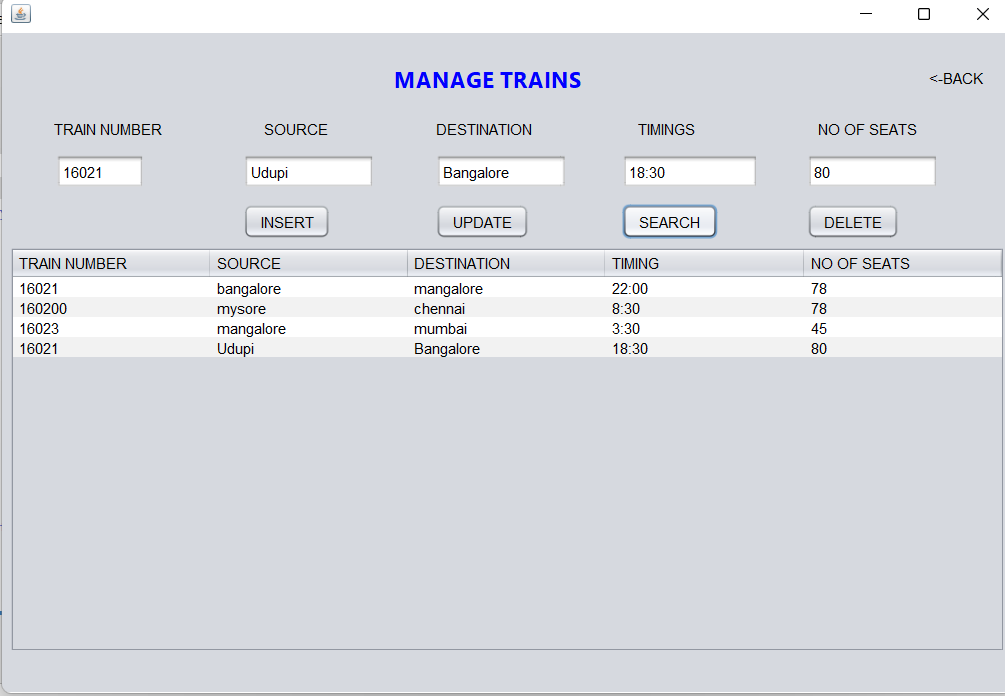 MANAGE TRAINS
<-BACK
TRAIN NUMBER SOURCE DESTINATION TIMINGS NO OF SEATS
16021 Udupi Bangalore 18:30 80
INSERT UPDATE SEARCH DELETE
TRAIN NUMBER SOURCE DESTINATION TIMING NO OF SEATS
16021 bangalore mangalore 22:00 78
160200 mysore chennai 8:30 78
16023 mangalore mumbai 3:30 45
16021 Udupi Bangalore 18:30 80